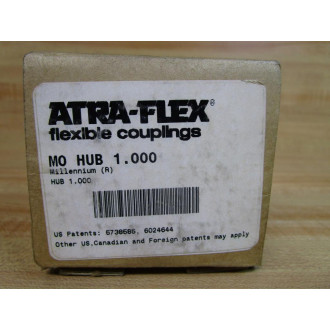 ATRA-FLEX®
flexible couplings
MO HUB 1.000
Millennium (R)
HUB 1.000
US Patents: 5738585, 6024644
Other US,Canadian and Foreign patents may apply